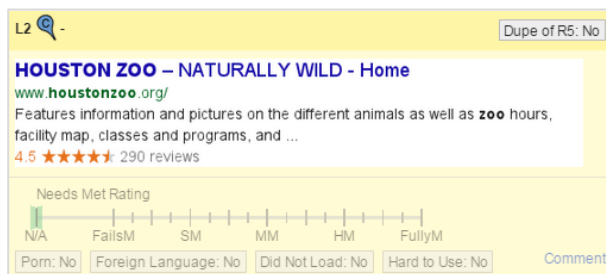 L2 -
Dupe of R5: No
HOUSTON ZOO – NATURALLY WILD - Home
www.houstonzoo.org/
Features information and pictures on the different animals as well as zoo hours,
facility map, classes and programs, and ...
4.5 ★★★★★ 290 reviews
Needs Met Rating
N/A FailsM SM MM HM FullyM
Porn: No Foreign Language: No Did Not Load: No Hard to Use: No Comment